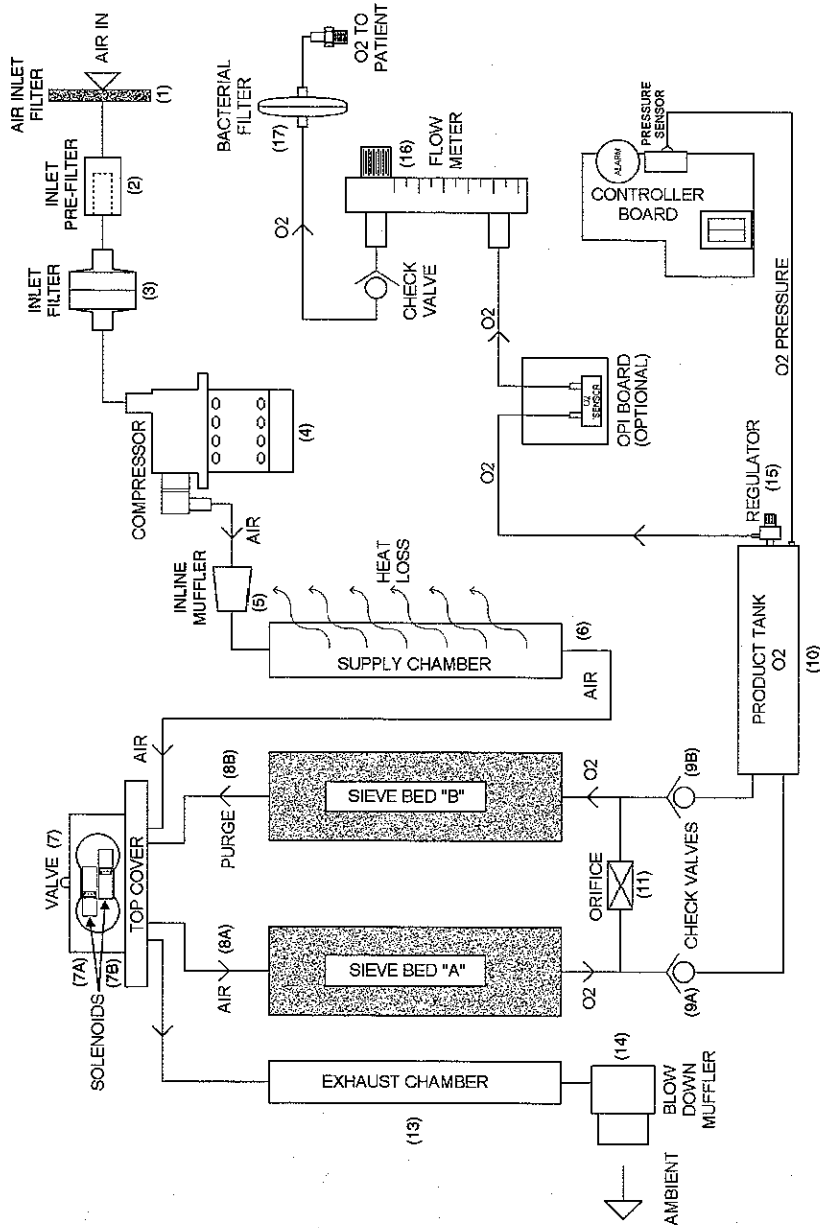 AIR INLET
FILTER
AIR IN
(1)
INLET
PRE-FILTER
(2)
INLET
FILTER
(3)
COMPRESSOR
(4)
AIR
INLINE
MUFFLER
(5)
HEAT
LOSS
SUPPLY CHAMBER
(6)
AIR
AIR
VALVE (7)
(7A)
(7B)
SOLENOIDS
TOP COVER
PURGE
(8B)
AIR
(8A)
SIEVE BED "B"
SIEVE BED "A"
O2
O2
ORIFICE
(11)
CHECK VALVES
(9B)
(9A)
EXHAUST CHAMBER
(13)
(14)
BLOW
DOWN
MUFFLER
AMBIENT
PRODUCT TANK
O2
(10)
REGULATOR
(15)
O2 PRESSURE
O2
O2 SENSOR
OPI BOARD
(OPTIONAL)
O2
(16)
FLOW
METER
CHECK
VALVE
O2
BACTERIAL
FILTER
(17)
O2 TO
PATIENT
ALARM
PRESSURE
SENSOR
CONTROLLER
BOARD